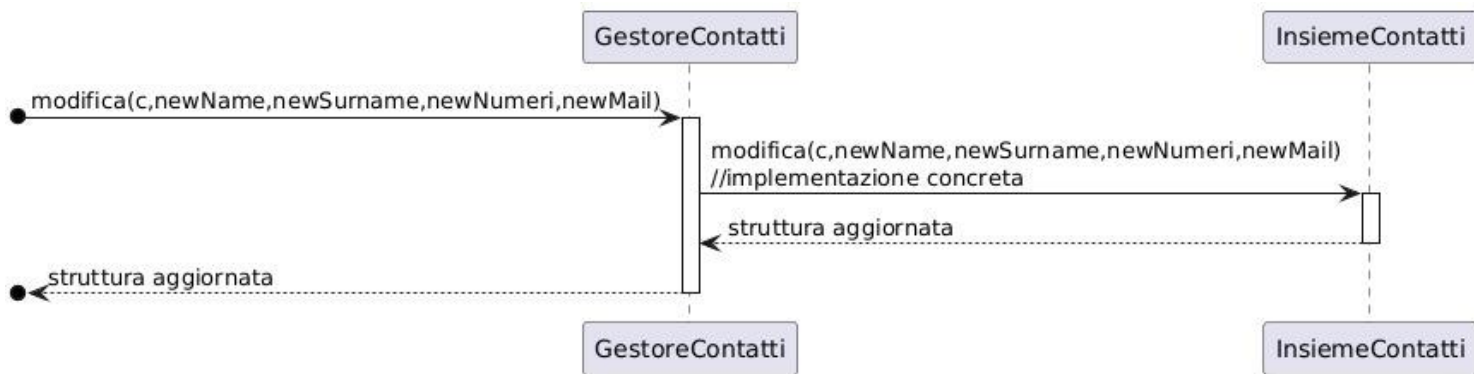 GestoreContatti
InsiemeContatti
modifica(c,newName,newSurname,newNumeri,newMail)
modifica(c,newName,newSurname,newNumeri,newMail)
//implementazione concreta
struttura aggiornata
struttura aggiornata
GestoreContatti
InsiemeContatti